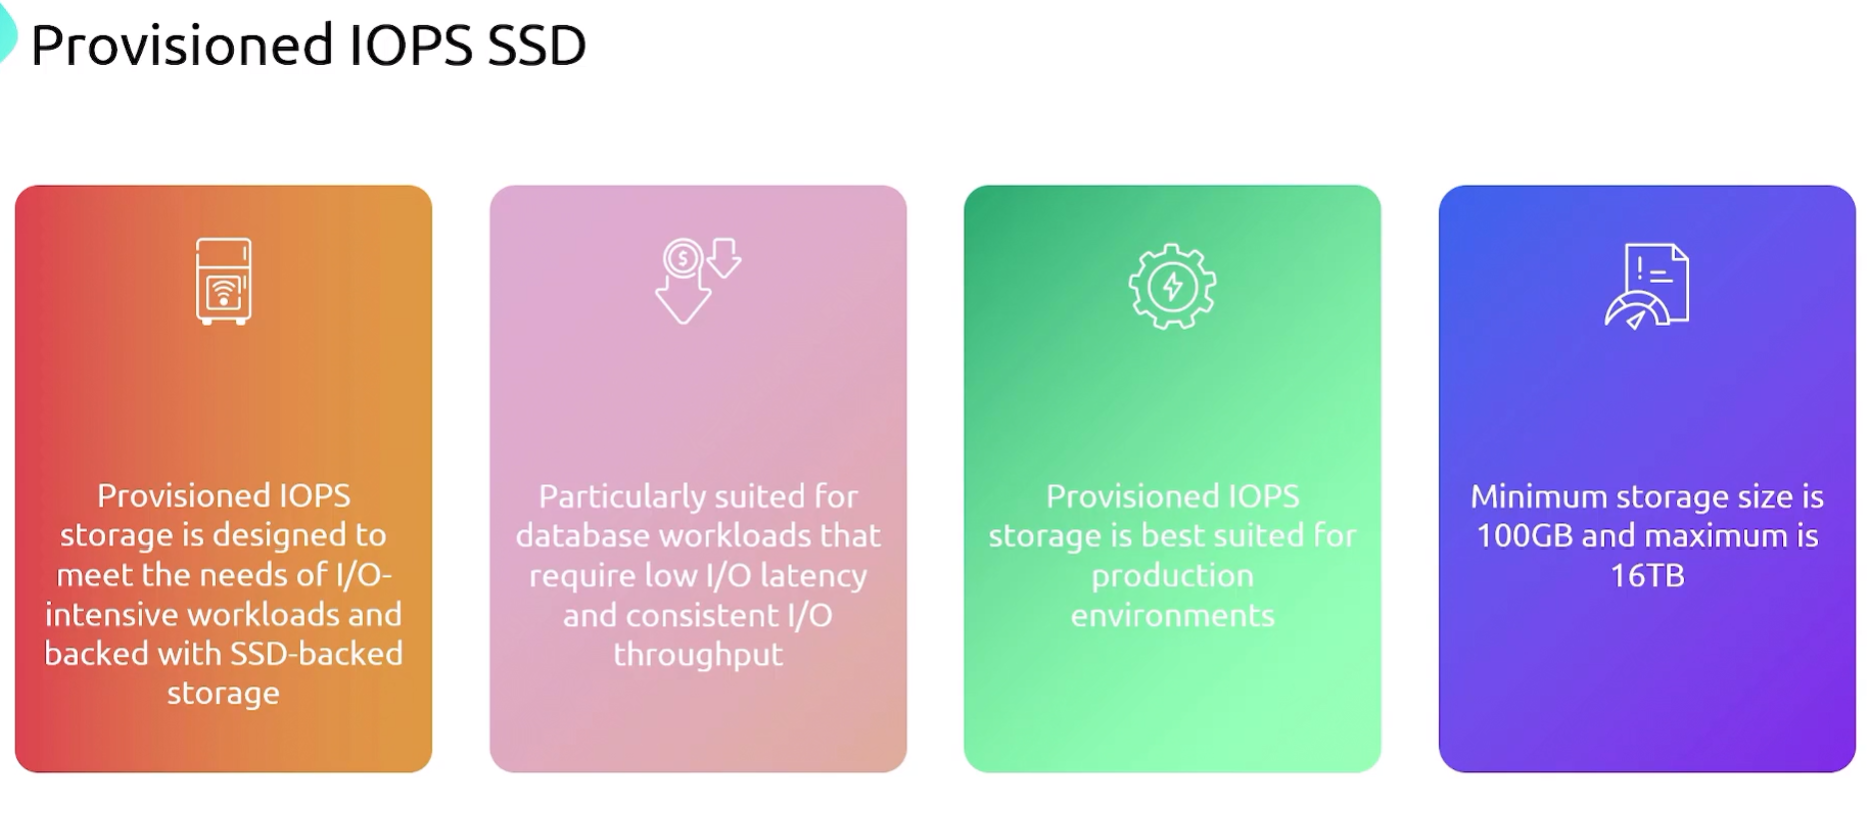 Provisioned IOPS SSD
Provisioned IOPS
storage is designed to
meet the needs of I/O-
intensive workloads and
backed with SSD-backed
storage
Particularly suited for
database workloads that
require low I/O latency
and consistent I/O
throughput
Provisioned IOPS
storage is best suited for
production
environments
Minimum storage size is
100GB and maximum is
16TB